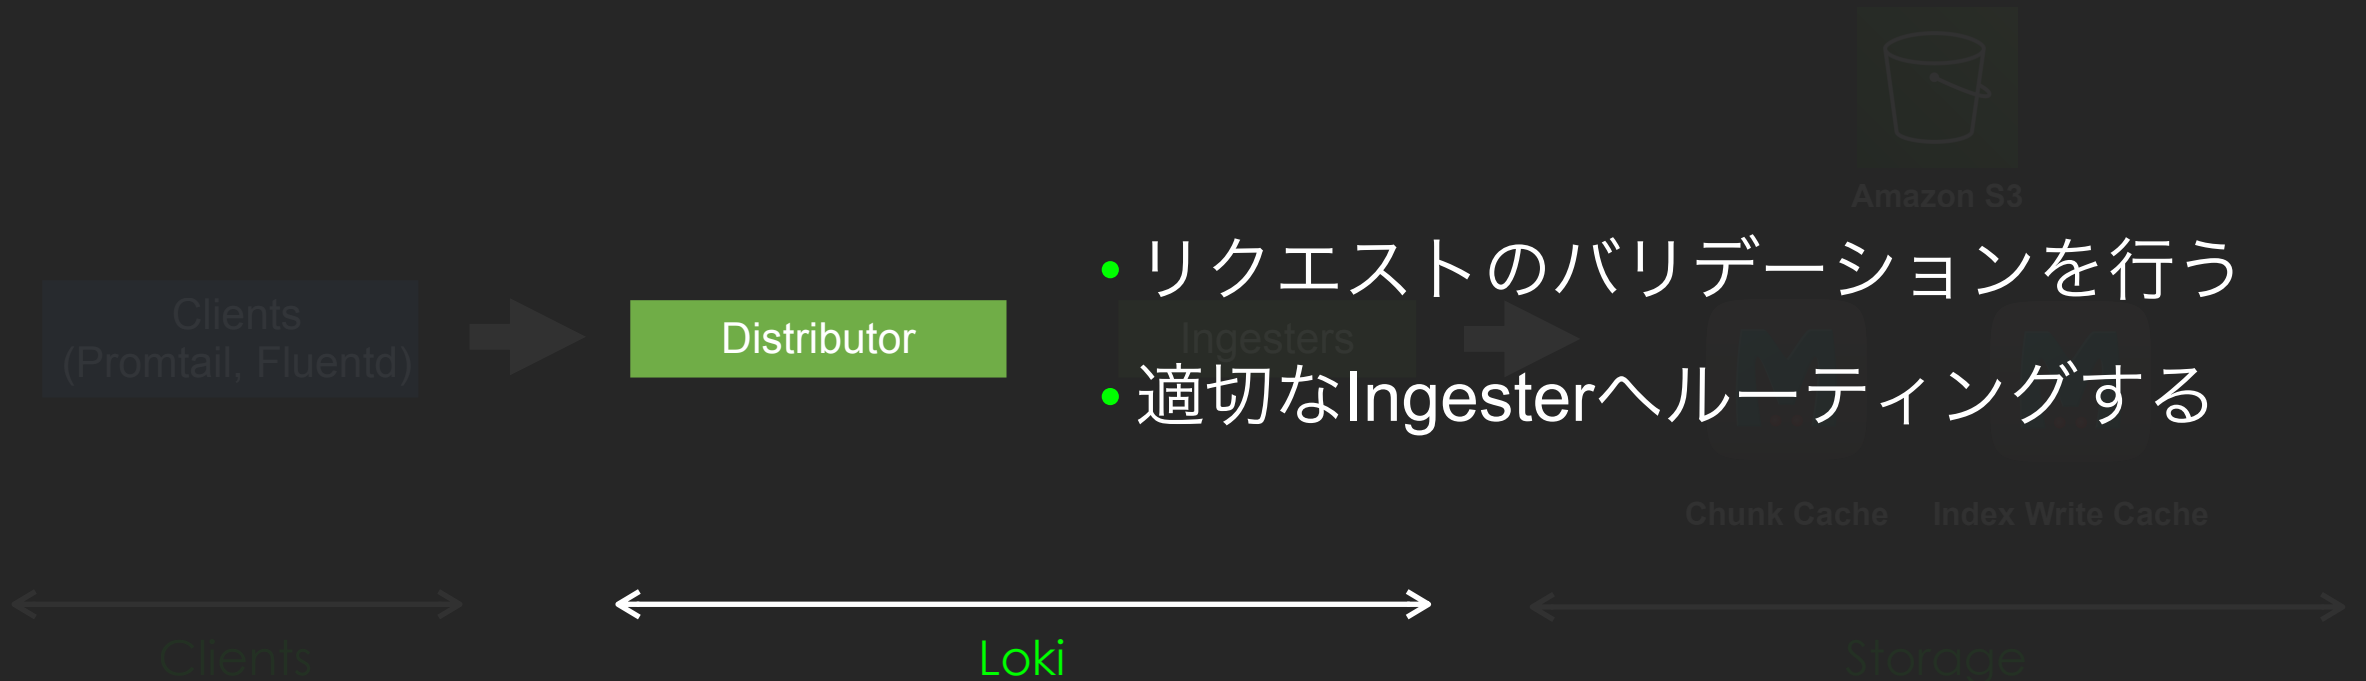 Amazon S3
• リクエストのバリデーションを行う
Clients
(Promtail, Fluentd)
Distributor
Ingesters
• 適切なIngesterへルーティングする
Chunk Cache
Index Write Cache
Clients
Loki
Storage